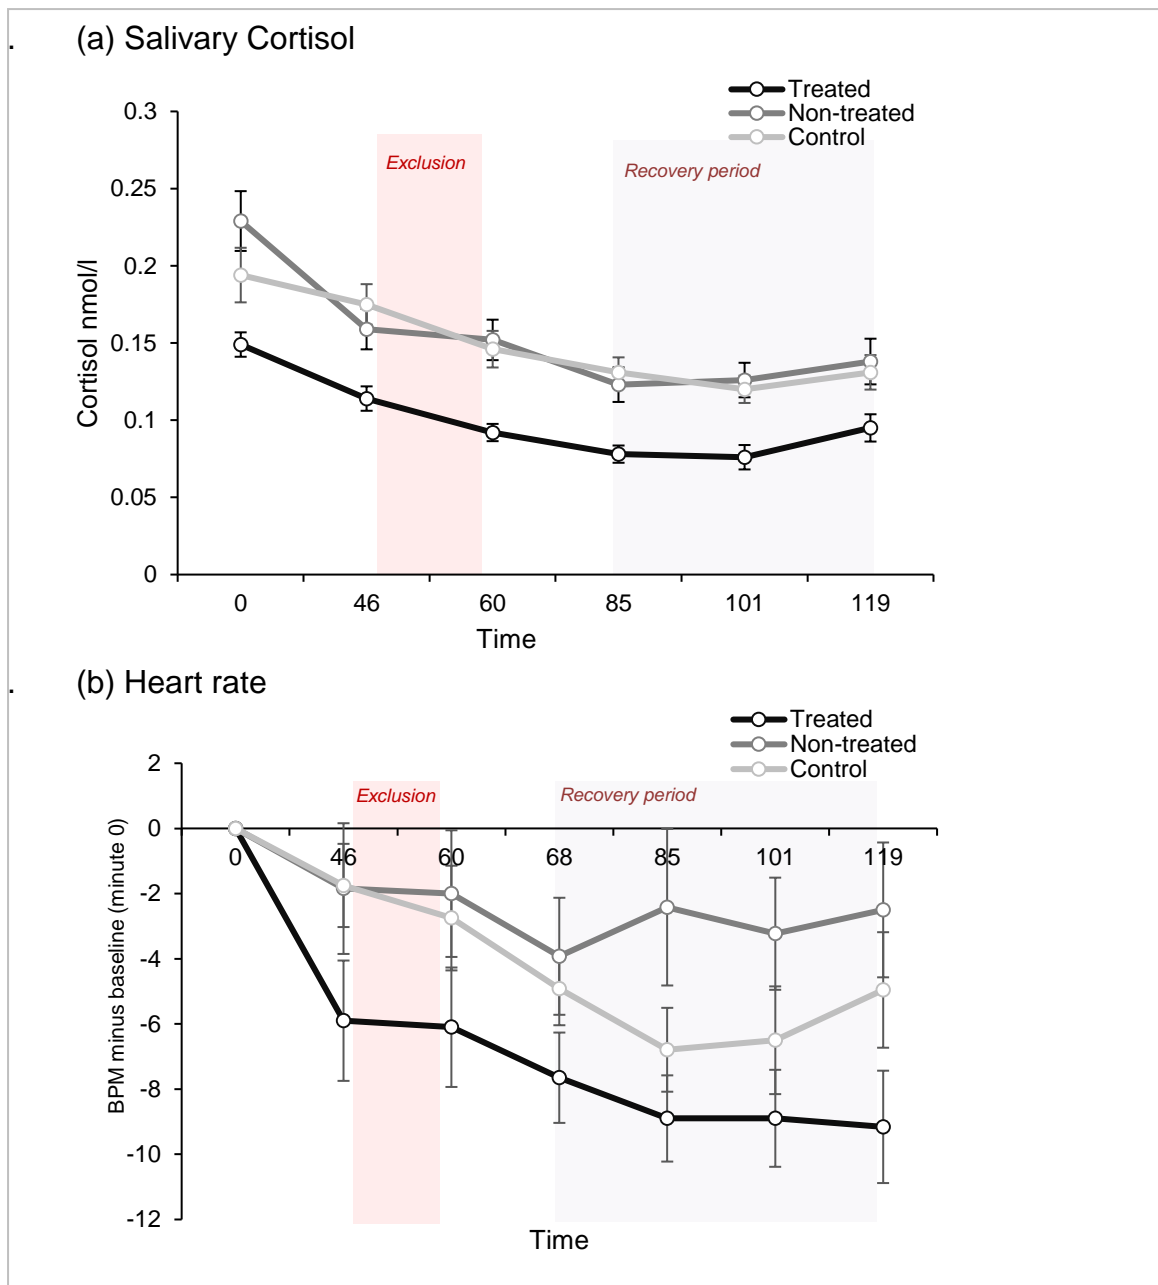 . (a) Salivary Cortisol
Treated
Non-treated
Control
0.3
0.25
0.2
0.15
0.1
0.05
0
Cortisol nmol/l
Exclusion
Recovery period
0 46 60 85 101 119
Time
. (b) Heart rate
Treated
Non-treated
Control
2
0
-2
-4
-6
-8
-10
-12
BPM minus baseline (minute 0)
Exclusion
Recovery period
0 46 60 68 85 101 119
Time